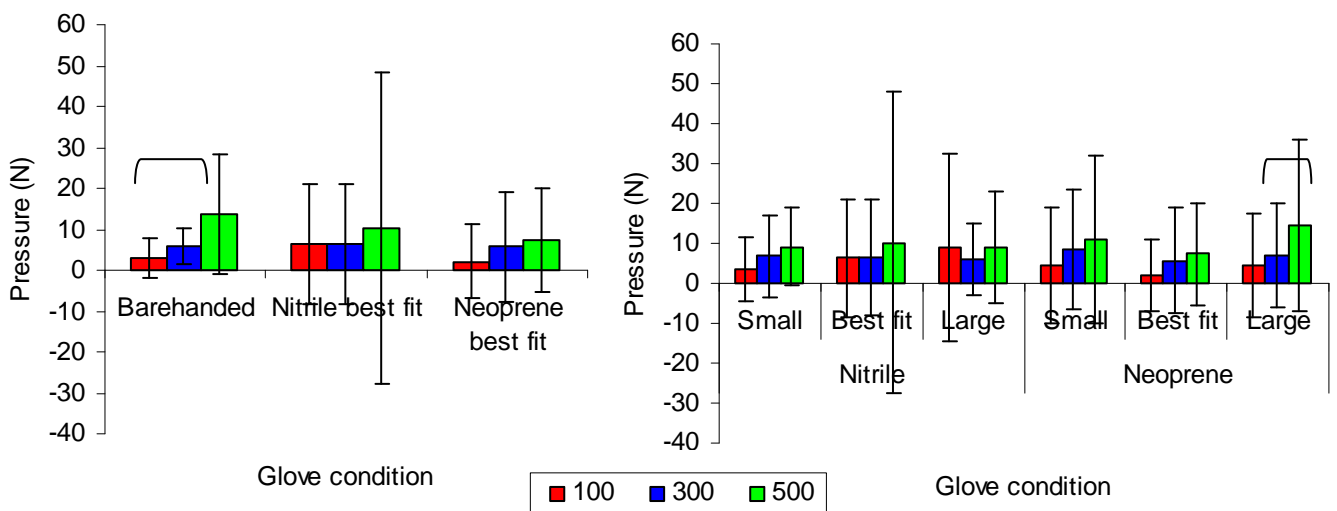 60
50
40
30
20
10
0
-10
-20
-30
-40
Pressure (N)
Barehanded
Nitrile best fit
Neoprene
best fit
Glove condition
60
50
40
30
20
10
0
-10
-20
-30
-40
Pressure (N)
Small Best fit Large Small Best fit Large
Nitrile Neoprene
Glove condition
100 300 500